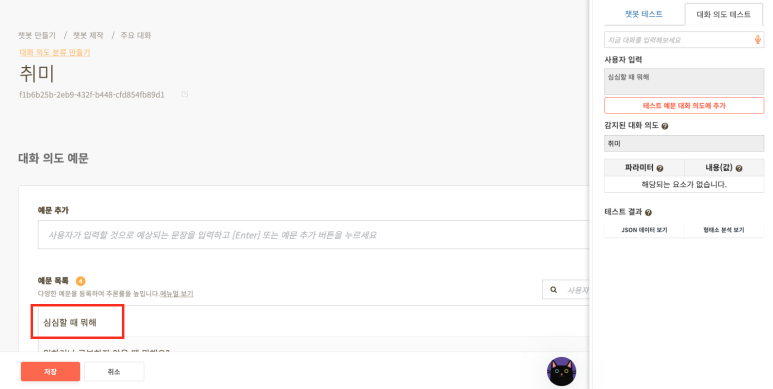 챗봇 만들기 / 챗봇 제작 / 주요 대화
대화 의도 분류 만들기
취미
f1b6b25b-2eb9-432f-b448-cfd854fb89d1
대화 의도 예문
예문 추가
사용자가 입력할 것으로 예상되는 문장을 입력하고 [Enter] 또는 예문 추가 버튼을 누르세요
예문 목록
다양한 예문을 등록하여 추론률을 높입니다.메뉴얼 보기
사용자
심심할 때 뭐해
저장
취소
챗봇 테스트
대화 의도 테스트
지금 대화를 입력해보세요
사용자 입력
심심할 때 뭐해
테스트 예문 대화 의도에 추가
감지된 대화 의도
취미
파라미터
내용(값)
해당되는 요소가 없습니다.
테스트 결과
JSON 데이터 보기
형태소 분석 보기